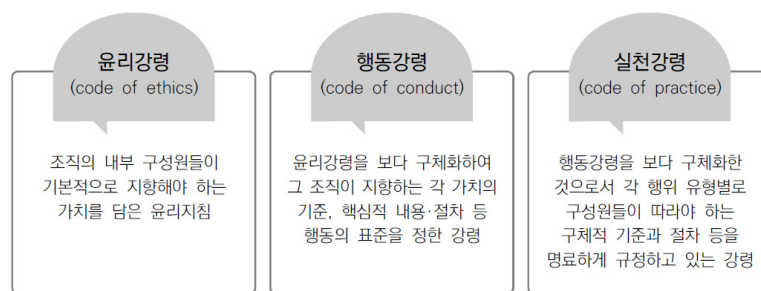 윤리강령
(code of ethics)
조직의 내부 구성원들이
기본적으로 지향해야 하는
가치를 담은 윤리지침
행동강령
(code of conduct)
윤리강령을 보다 구체화하여
그 조직이 지향하는 각 가치의
기준, 핵심적 내용·절차 등
행동의 표준을 정한 강령
실천강령
(code of practice)
행동강령을 보다 구체화한
것으로서 각 행위 유형별로
구성원들이 따라야 하는
구체적 기준과 절차 등을
명료하게 규정하고 있는 강령